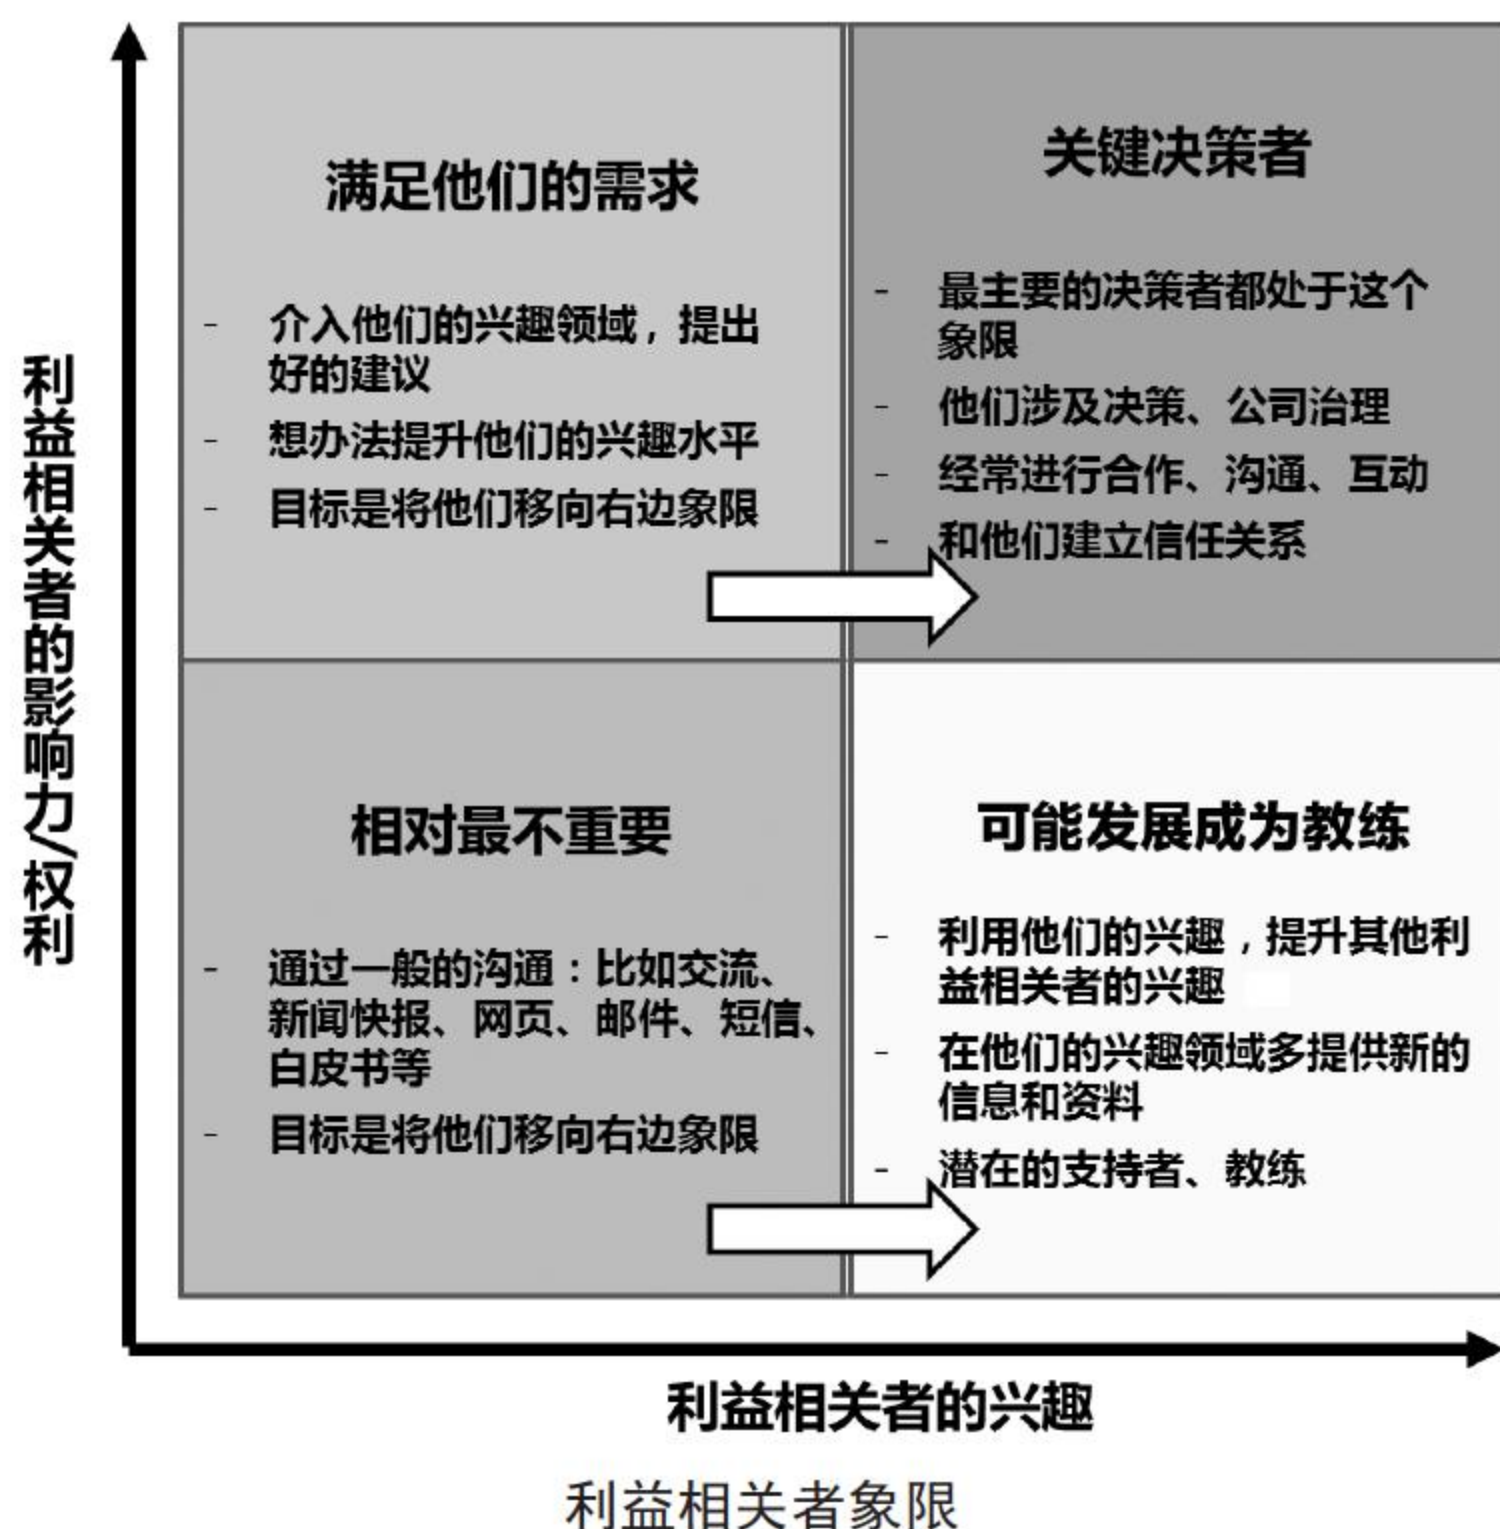 利益相关者的影响力/权利
满足他们的需求
- 介入他们的兴趣领域，提出
好的建议
- 想办法提升他们的兴趣水平
- 目标是将他们移向右边象限
关键决策者
- 最主要的决策者都处于这个
象限
- 他们涉及决策、公司治理
- 经常进行合作、沟通、互动
- 和他们建立信任关系
相对最不重要
- 通过一般的沟通：比如交流、
新闻快报、网页、邮件、短信、
白皮书等
- 目标是将他们移向右边象限
可能发展成为教练
- 利用他们的兴趣，提升其他利
益相关者的兴趣
- 在他们的兴趣领域多提供新的
信息和资料
- 潜在的支持者、教练
利益相关者的兴趣
利益相关者象限